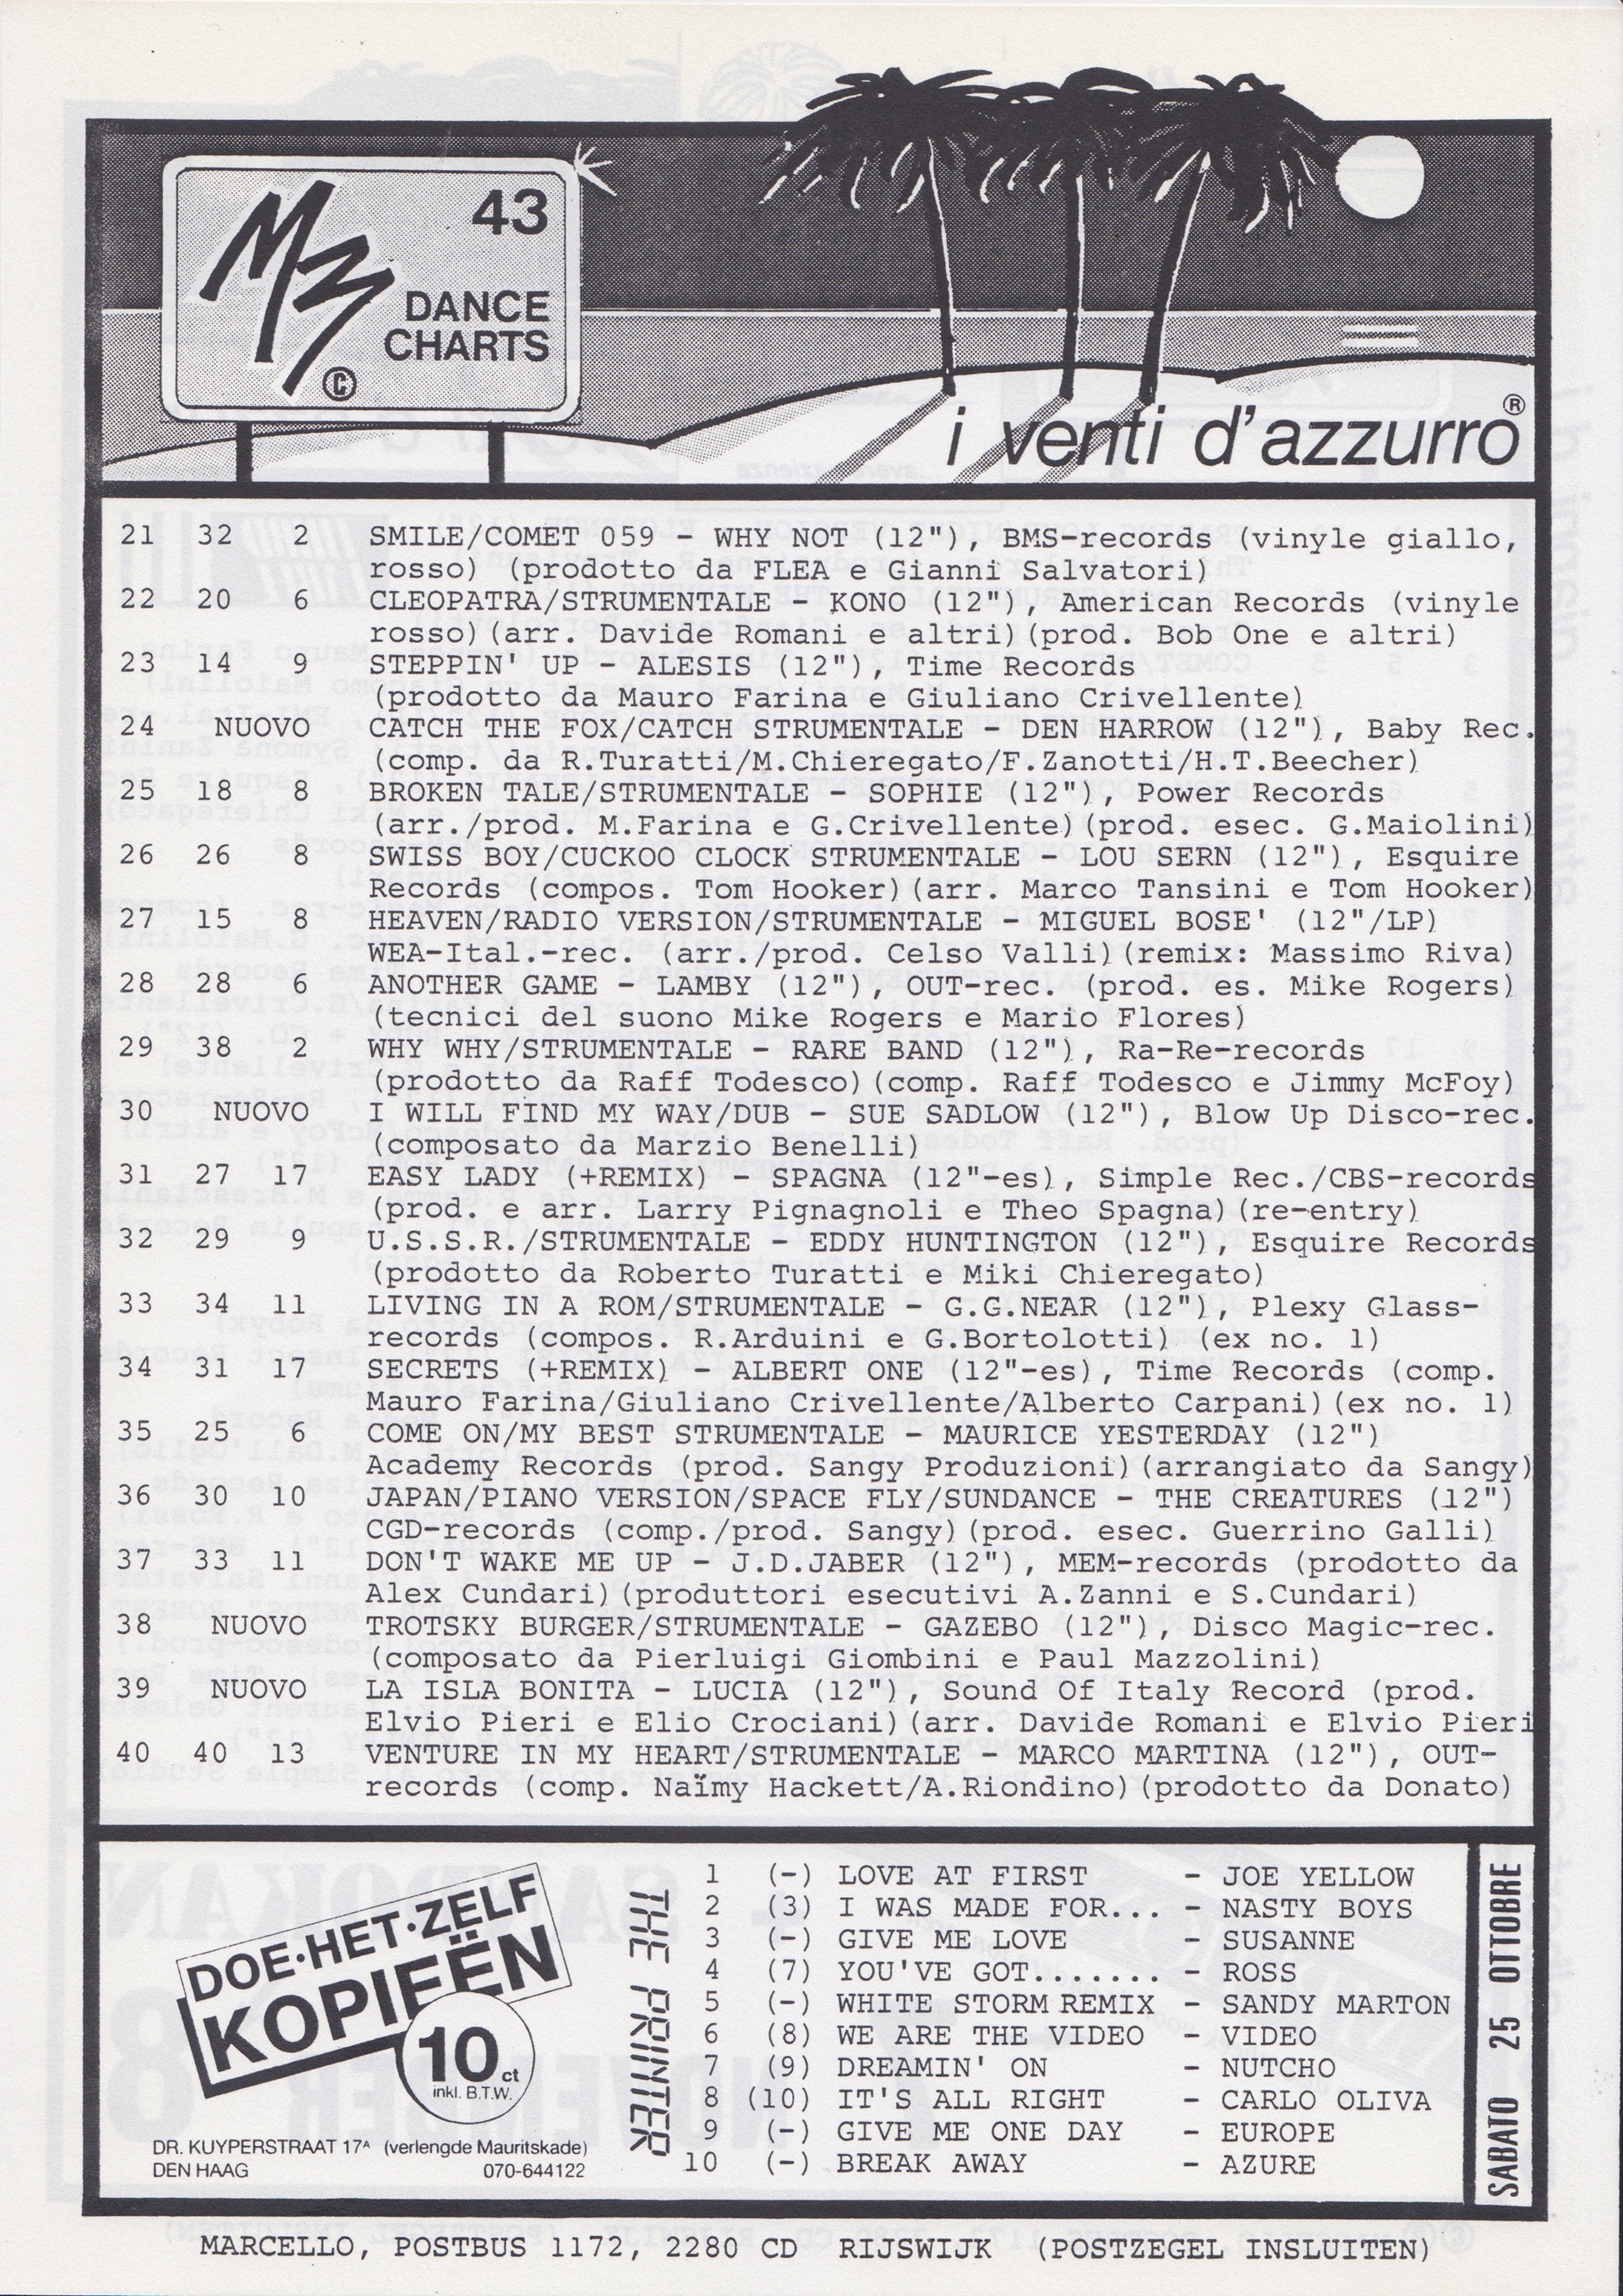 43
M3
DANCE
CHARTS
©
i venti d'azzurro®
21 32 2 SMILE/COMET 059 - WHY NOT (12"), BMS-records (vinyle giallo,
rosso) (prodotto da FLEA e Gianni Salvatori)
22 20 6 CLEOPATRA/STRUMENTALE - KONO (12"), American Records (vinyle
rosso)(arr. Davide Romani e altri)(prod. Bob One e altri)
23 14 9 STEPPIN' UP - ALESIS (12"), Time Records
(prodotto da Mauro Farina e Giuliano Crivellente)
24 NUOVO CATCH THE FOX/CATCH STRUMENTALE - DEN HARROW (12"), Baby Rec.
(comp. da R.Turatti/M.Chieregato/F.Zanotti/H.T.Beecher)
25 18 8 BROKEN TALE/STRUMENTALE - SOPHIE (12"), Power Records
(arr./prod. M.Farina e G.Crivellente)(prod. esec. G.Maiolini)
26 26 8 SWISS BOY/CUCKOO CLOCK STRUMENTALE - LOU SERN (12"), Esquire
Records (compos. Tom Hooker)(arr. Marco Tansini e Tom Hooker)
27 15 8 HEAVEN/RADIO VERSION/STRUMENTALE - MIGUEL BOSE' (12"/LP)
WEA-Ital.-rec. (arr./prod. Celso Valli)(remix: Massimo Riva)
28 28 6 ANOTHER GAME - LAMBY (12"), OUT-rec. (prod. es. Mike Rogers)
(tecnici del suono Mike Rogers e Mario Flores)
29 38 2 WHY WHY/STRUMENTALE - RARE BAND (12"), Ra-Re-records
(prodotto da Raff Todesco)(comp. Raff Todesco e Jimmy McFoy)
30 NUOVO I WILL FIND MY WAY/DUB - SUE SADLOW (12"), Blow Up Disco-rec.
(composato da Marzio Benelli)
31 27 17 EASY LADY (+REMIX) - SPAGNA (12"-es), Simple Rec./CBS-records
(prod. e arr. Larry Pignagnoli e Theo Spagna)(re-entry)
32 29 9 U.S.S.R./STRUMENTALE - EDDY HUNTINGTON (12"), Esquire Records
(prodotto da Roberto Turatti e Miki Chieregato)
33 34 11 LIVING IN A ROM/STRUMENTALE - G.G.NEAR (12"), Plexy Glass-
records (compos. R.Arduini e G.Bortolotti) (ex no. 1)
34 31 17 SECRETS (+REMIX) - ALBERT ONE (12"-es), Time Records (comp.
Mauro Farina/Giuliano Crivellente/Alberto Carpani)(ex no. 1)
35 25 6 COME ON/MY BEST STRUMENTALE - MAURICE YESTERDAY (12")
Academy Records (prod. Sangy Produzioni)(arrangiato da Sangy)
36 30 10 JAPAN/PIANO VERSION/SPACE FLY/SUNDANCE - THE CREATURES (12")
CGD-records (comp./prod. Sangy)(prod. esec. Guerrino Galli)
37 33 11 DON'T WAKE ME UP - J.D.JABER (12"), MEM-records (prodotto da
Alex Cundari)(produttori esecutivi A.Zanni e S.Cundari)
38 NUOVO TROTSKY BURGER/STRUMENTALE - GAZEBO (12"), Disco Magic-rec.
(composato da Pierluigi Giombini e Paul Mazzolini)
39 NUOVO LA ISLA BONITA - LUCIA (12"), Sound Of Italy Record (prod.
Elvio Pieri e Elio Crociani)(arr. Davide Romani e Elvio Pieri
40 40 13 VENTURE IN MY HEART/STRUMENTALE - MARCO MARTINA (12"), OUT-
records (comp. Naïmy Hackett/A.Riondino)(prodotto da Donato)
DOE·HET·ZELF
KOPIEËN
10 ct
inkl. B.T.W.
DR. KUYPERSTRAAT 17A (verlengde Mauritskade)
DEN HAAG 070-644122
THE PRINTER
1 (-) LOVE AT FIRST - JOE YELLOW
2 (3) I WAS MADE FOR... - NASTY BOYS
3 (-) GIVE ME LOVE - SUSANNE
4 (7) YOU'VE GOT....... - ROSS
5 (-) WHITE STORM REMIX - SANDY MARTON
6 (8) WE ARE THE VIDEO - VIDEO
7 (9) DREAMIN' ON - NUTCHO
8 (10) IT'S ALL RIGHT - CARLO OLIVA
9 (-) GIVE ME ONE DAY - EUROPE
10 (-) BREAK AWAY - AZURE
SABATO 25 OTTOBRE
MARCELLO, POSTBUS 1172, 2280 CD RIJSWIJK (POSTZEGEL INSLUITEN)